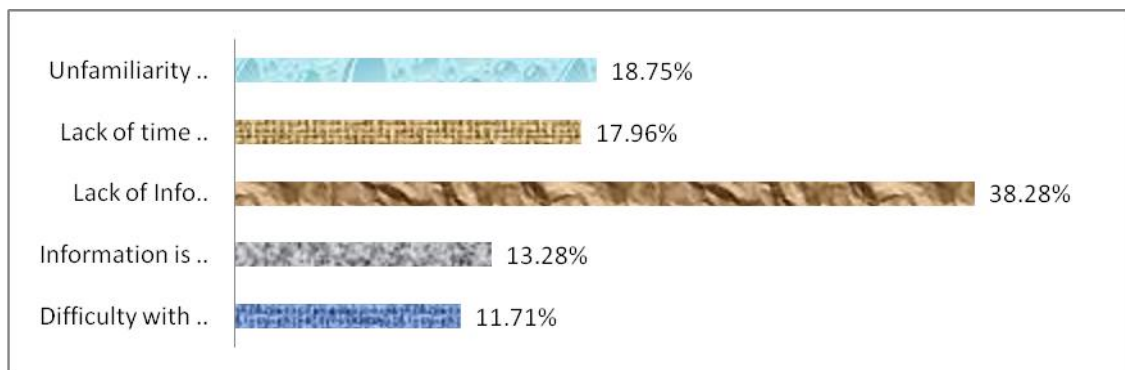 Unfamiliarity .. 18.75%
Lack of time .. 17.96%
Lack of Info.. 38.28%
Information is .. 13.28%
Difficulty with .. 11.71%